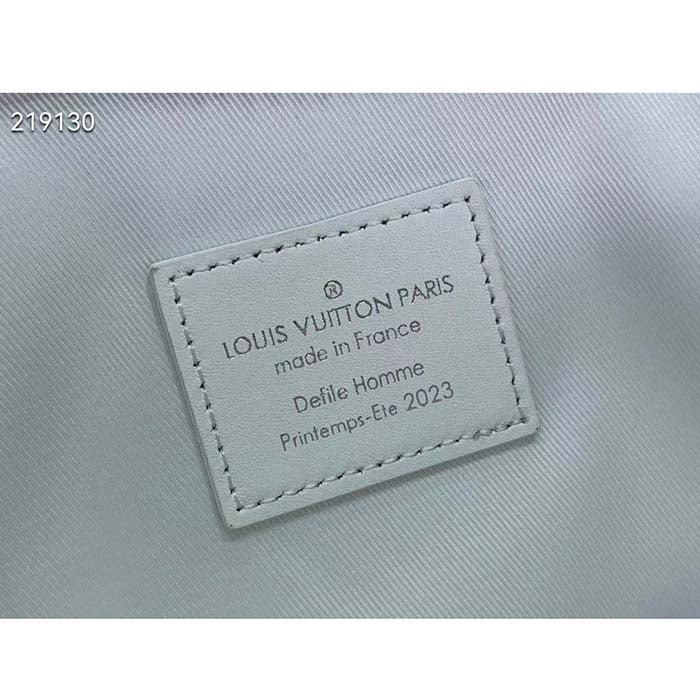 219130
®
LOUIS VUITTON PARIS
made in France
Defile Homme
Printemps-Ete 2023